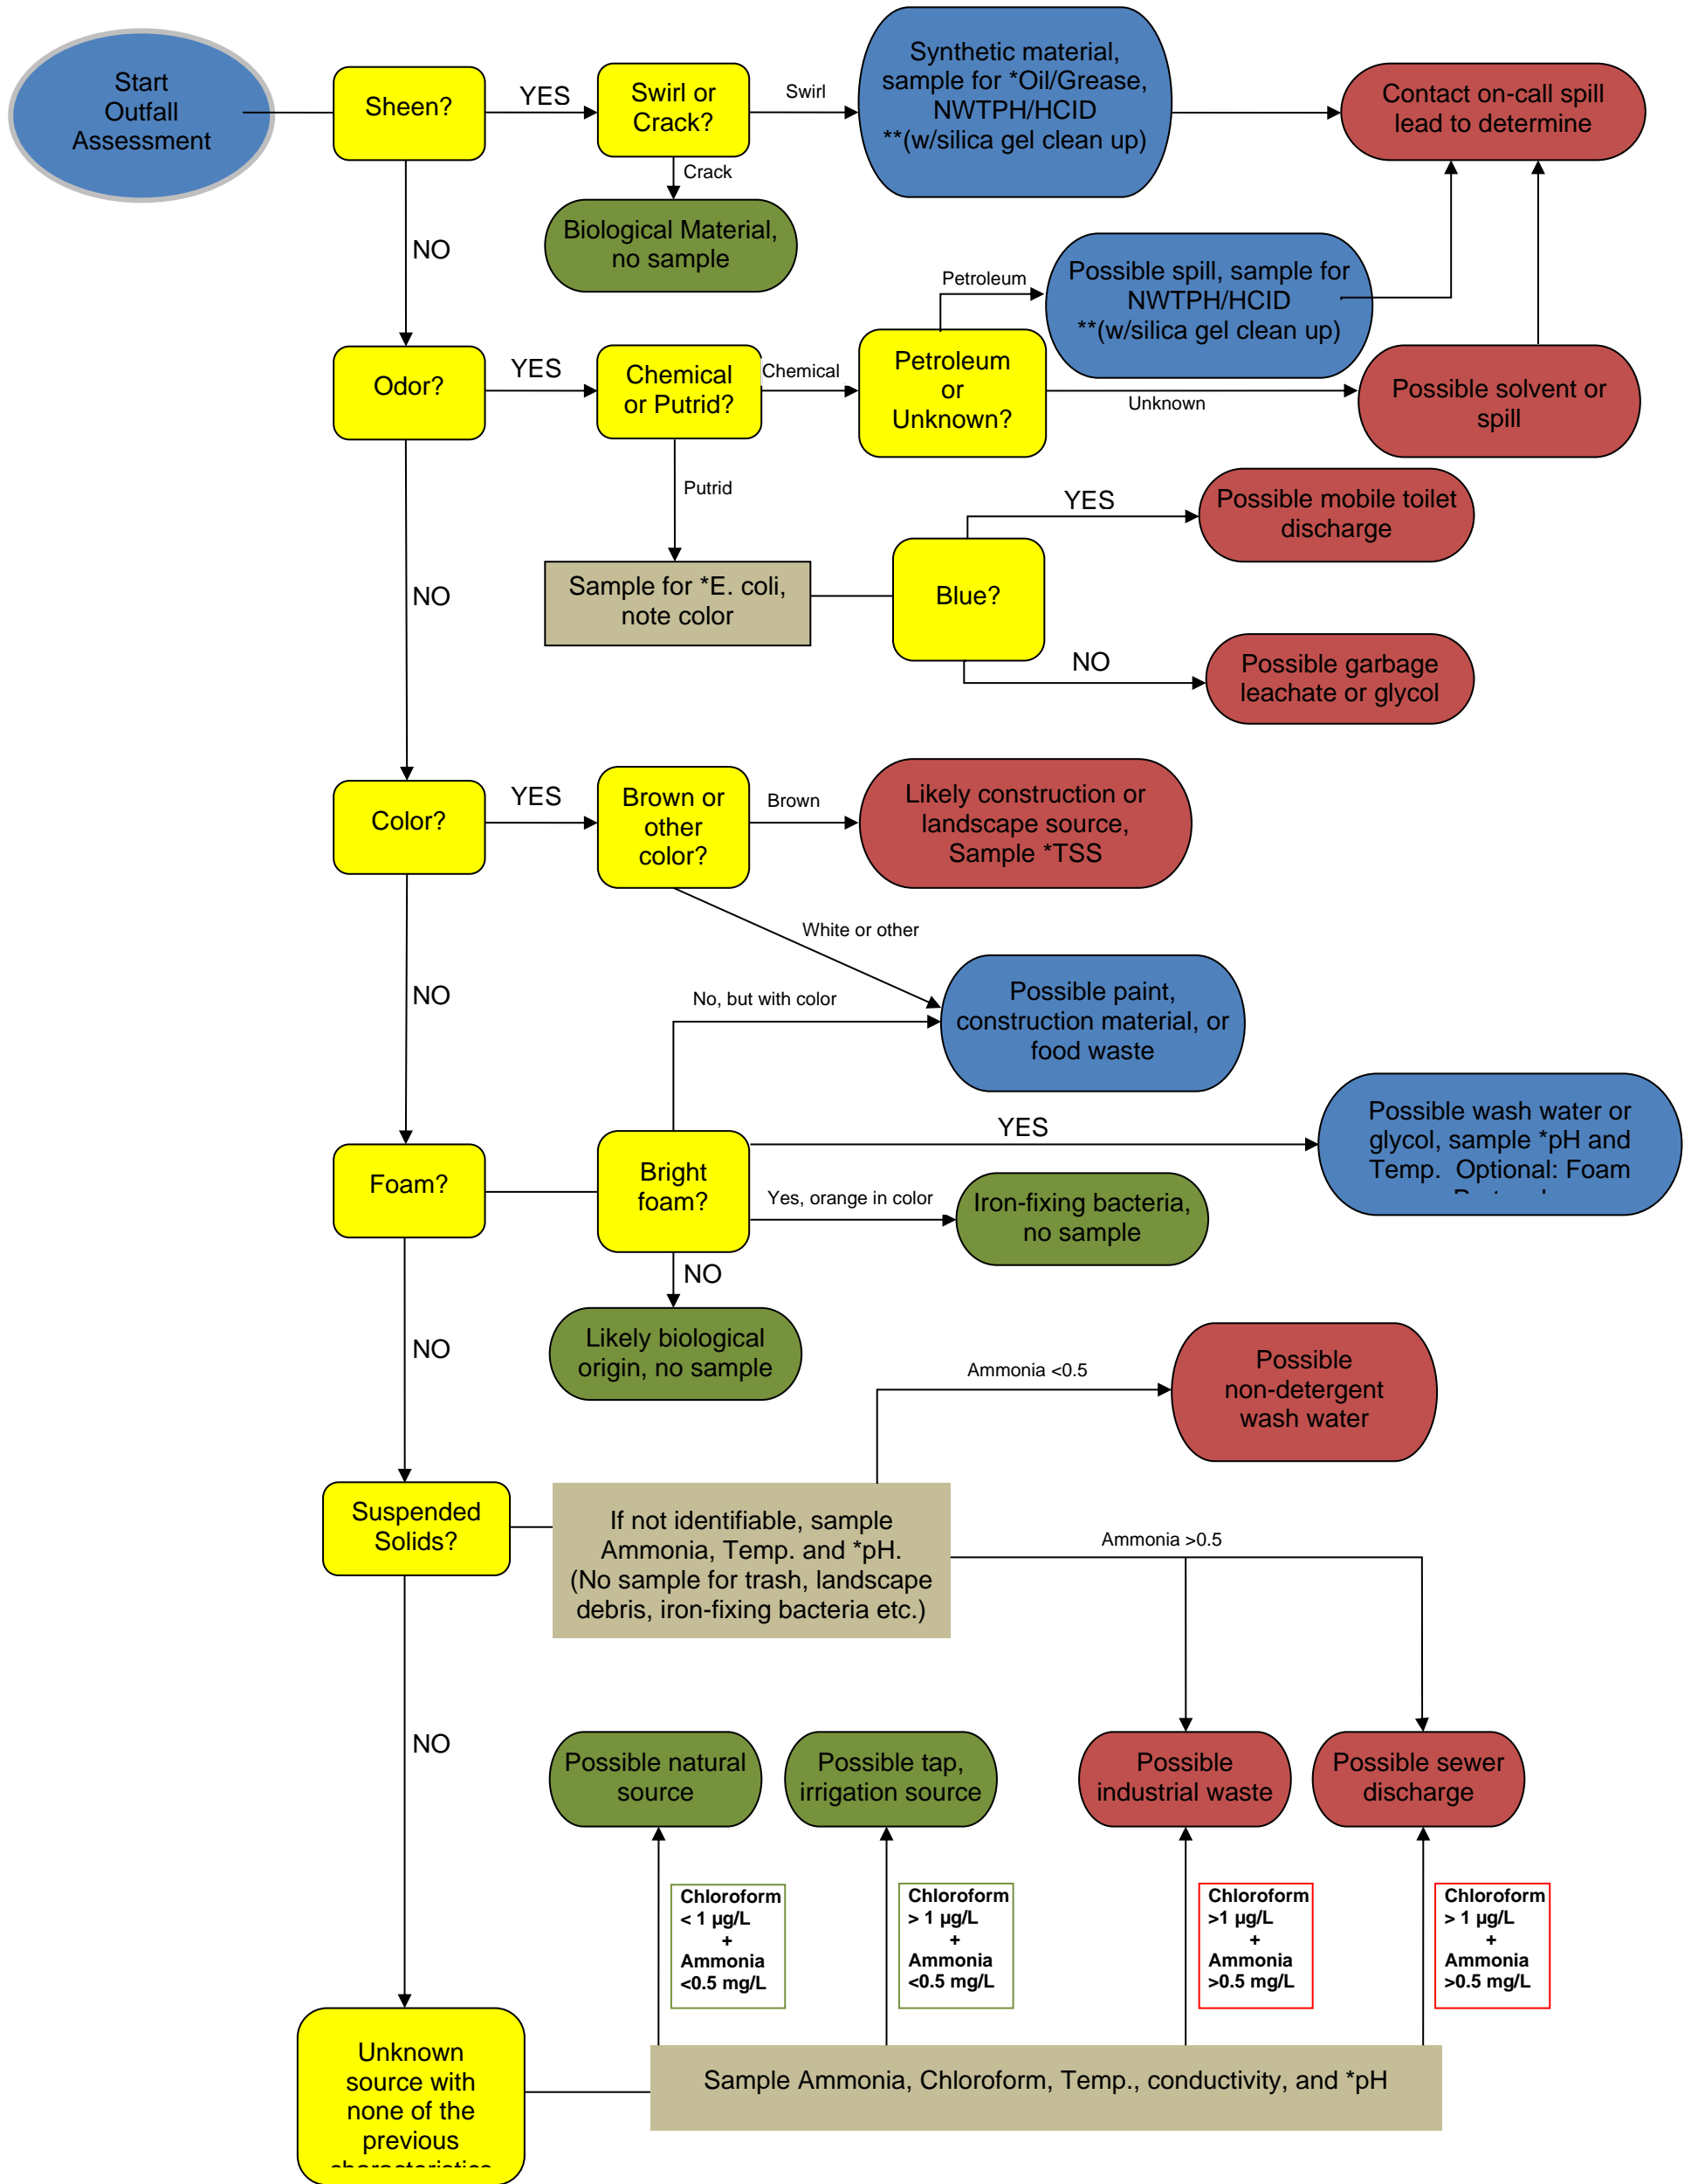 Start
Outfall
Assessment
Sheen?
YES
Swirl or
Crack?
Swirl
Synthetic material,
sample for *Oil/Grease,
NWTPH/HCID
**(w/silica gel clean up)
Contact on-call spill
lead to determine
Crack
Biological Material,
no sample
NO
Odor?
YES
Chemical
or Putrid?
Chemical
Petroleum
or
Unknown?
Petroleum
Possible spill, sample for
NWTPH/HCID
**(w/silica gel clean up)
Unknown
Possible solvent or
spill
Putrid
Sample for *E. coli,
note color
Blue?
YES
Possible mobile toilet
discharge
NO
Possible garbage
leachate or glycol
NO
Color?
YES
Brown or
other
color?
Brown
Likely construction or
landscape source,
Sample *TSS
White or other
Possible paint,
construction material, or
food waste
No, but with color
NO
Foam?
Bright
foam?
YES
Possible wash water or
glycol, sample *pH and
Temp.  Optional: Foam
Yes, orange in color
Iron-fixing bacteria,
no sample
NO
Likely biological
origin, no sample
NO
Suspended
Solids?
If not identifiable, sample
Ammonia, Temp. and *pH.
(No sample for trash, landscape
debris, iron-fixing bacteria etc.)
Ammonia <0.5
Possible
non-detergent
wash water
Ammonia >0.5
NO
Possible natural
source
Possible tap,
irrigation source
Possible
industrial waste
Possible sewer
discharge
Chloroform
< 1 µg/L
+
Ammonia
<0.5 mg/L
Chloroform
> 1 µg/L
+
Ammonia
<0.5 mg/L
Chloroform
>1 µg/L
+
Ammonia
>0.5 mg/L
Chloroform
> 1 µg/L
+
Ammonia
>0.5 mg/L
Unknown
source with
none of the
previous
characteristics
Sample Ammonia, Chloroform, Temp., conductivity, and *pH